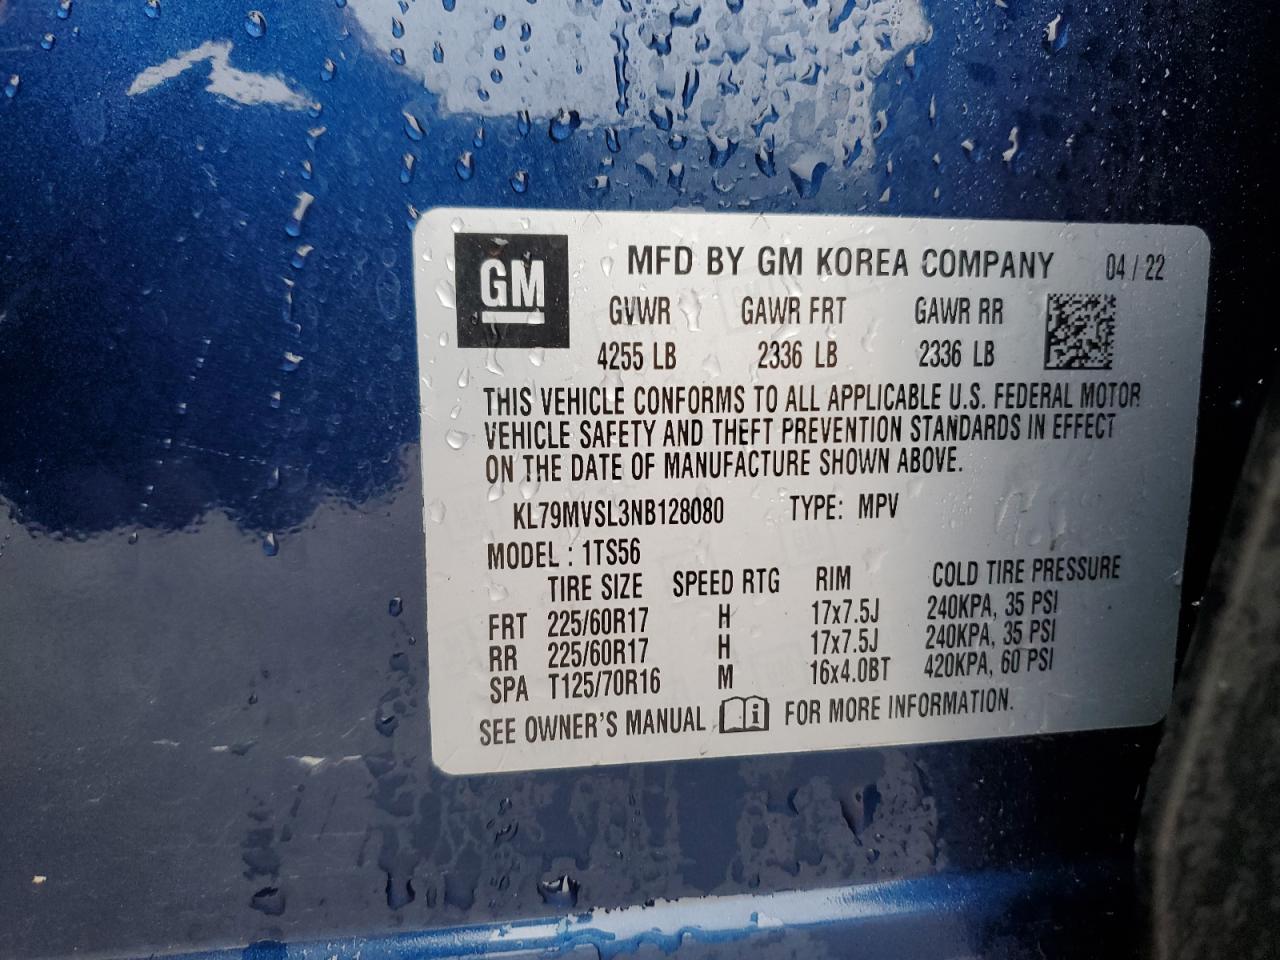 GM
MFD BY GM KOREA COMPANY 04 / 22
GVWR GAWR FRT GAWR RR
4255 LB 2336 LB 2336 LB
THIS VEHICLE CONFORMS TO ALL APPLICABLE U.S. FEDERAL MOTOR
VEHICLE SAFETY AND THEFT PREVENTION STANDARDS IN EFFECT
ON THE DATE OF MANUFACTURE SHOWN ABOVE.
KL79MVSL3NB128080 TYPE: MPV
MODEL : 1TS56
TIRE SIZE SPEED RTG RIM COLD TIRE PRESSURE
FRT 225/60R17 H 17x7.5J 240KPA, 35 PSI
RR 225/60R17 H 17x7.5J 240KPA, 35 PSI
SPA T125/70R16 M 16x4.0BT 420KPA, 60 PSI
SEE OWNER'S MANUAL i FOR MORE INFORMATION.